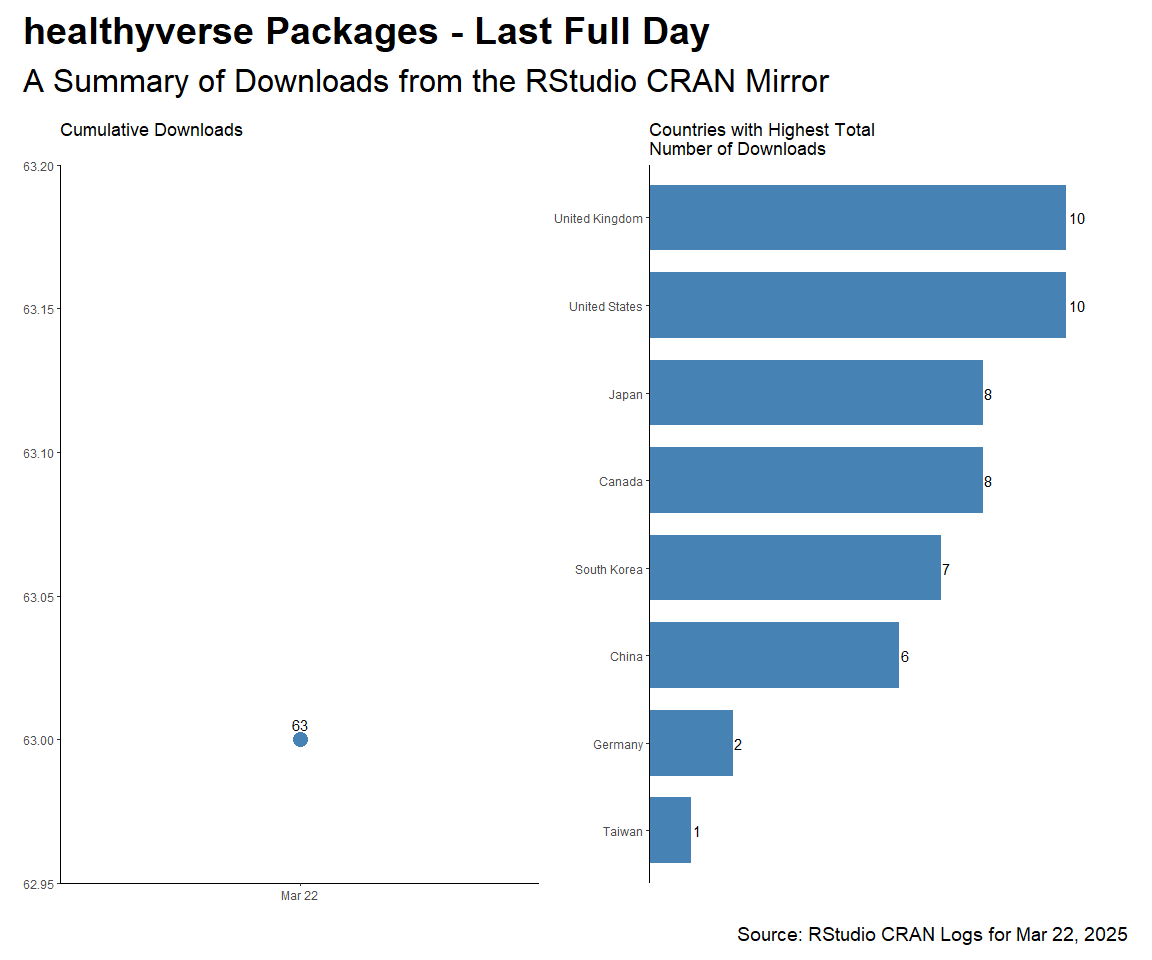 healthyverse Packages - Last Full Day
A Summary of Downloads from the RStudio CRAN Mirror
Cumulative Downloads
63.20
63.15
63.10
63.05
63.00
62.95
63
Mar 22
Countries with Highest Total
Number of Downloads
United Kingdom 10
United States 10
Japan 8
Canada 8
South Korea 7
China 6
Germany 2
Taiwan 1
Source: RStudio CRAN Logs for Mar 22, 2025